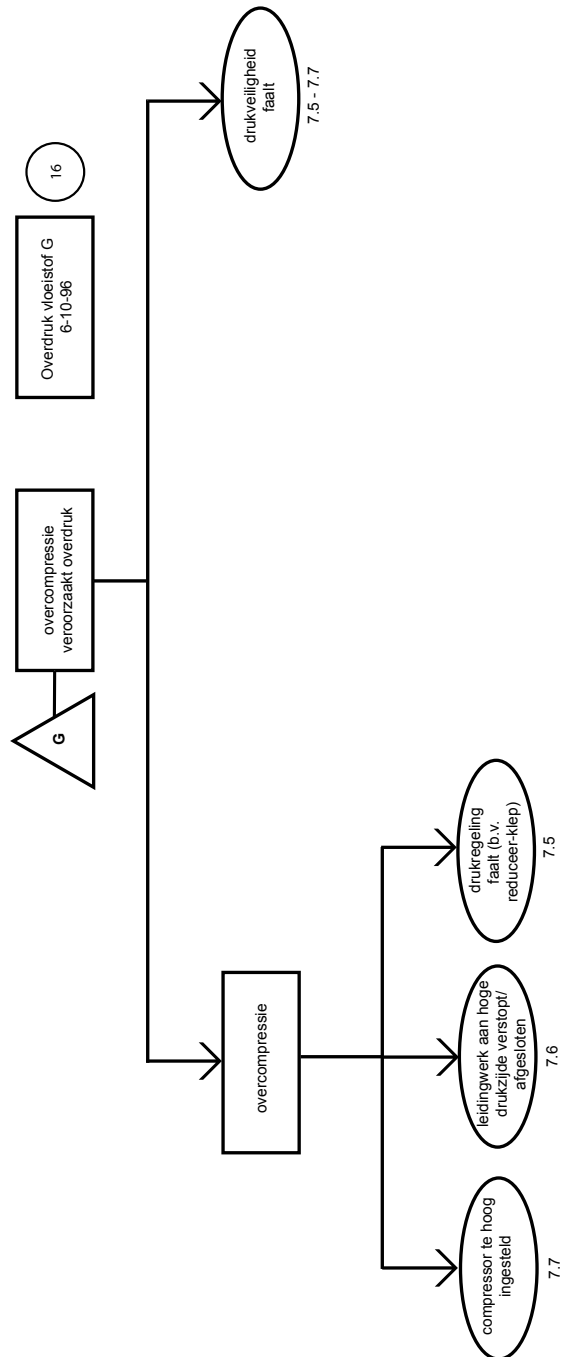 G
overcompressie
veroorzaakt overdruk
Overdruk vloeistof G
6-10-96
16
overcompressie
drukveiligheid
faalt
7.5 - 7.7
compressor te hoog
ingesteld
7.7
leidingwerk aan hoge
drukzijde verstopt/
afgesloten
7.6
drukregeling
faalt (b.v.
reduceer-klep)
7.5